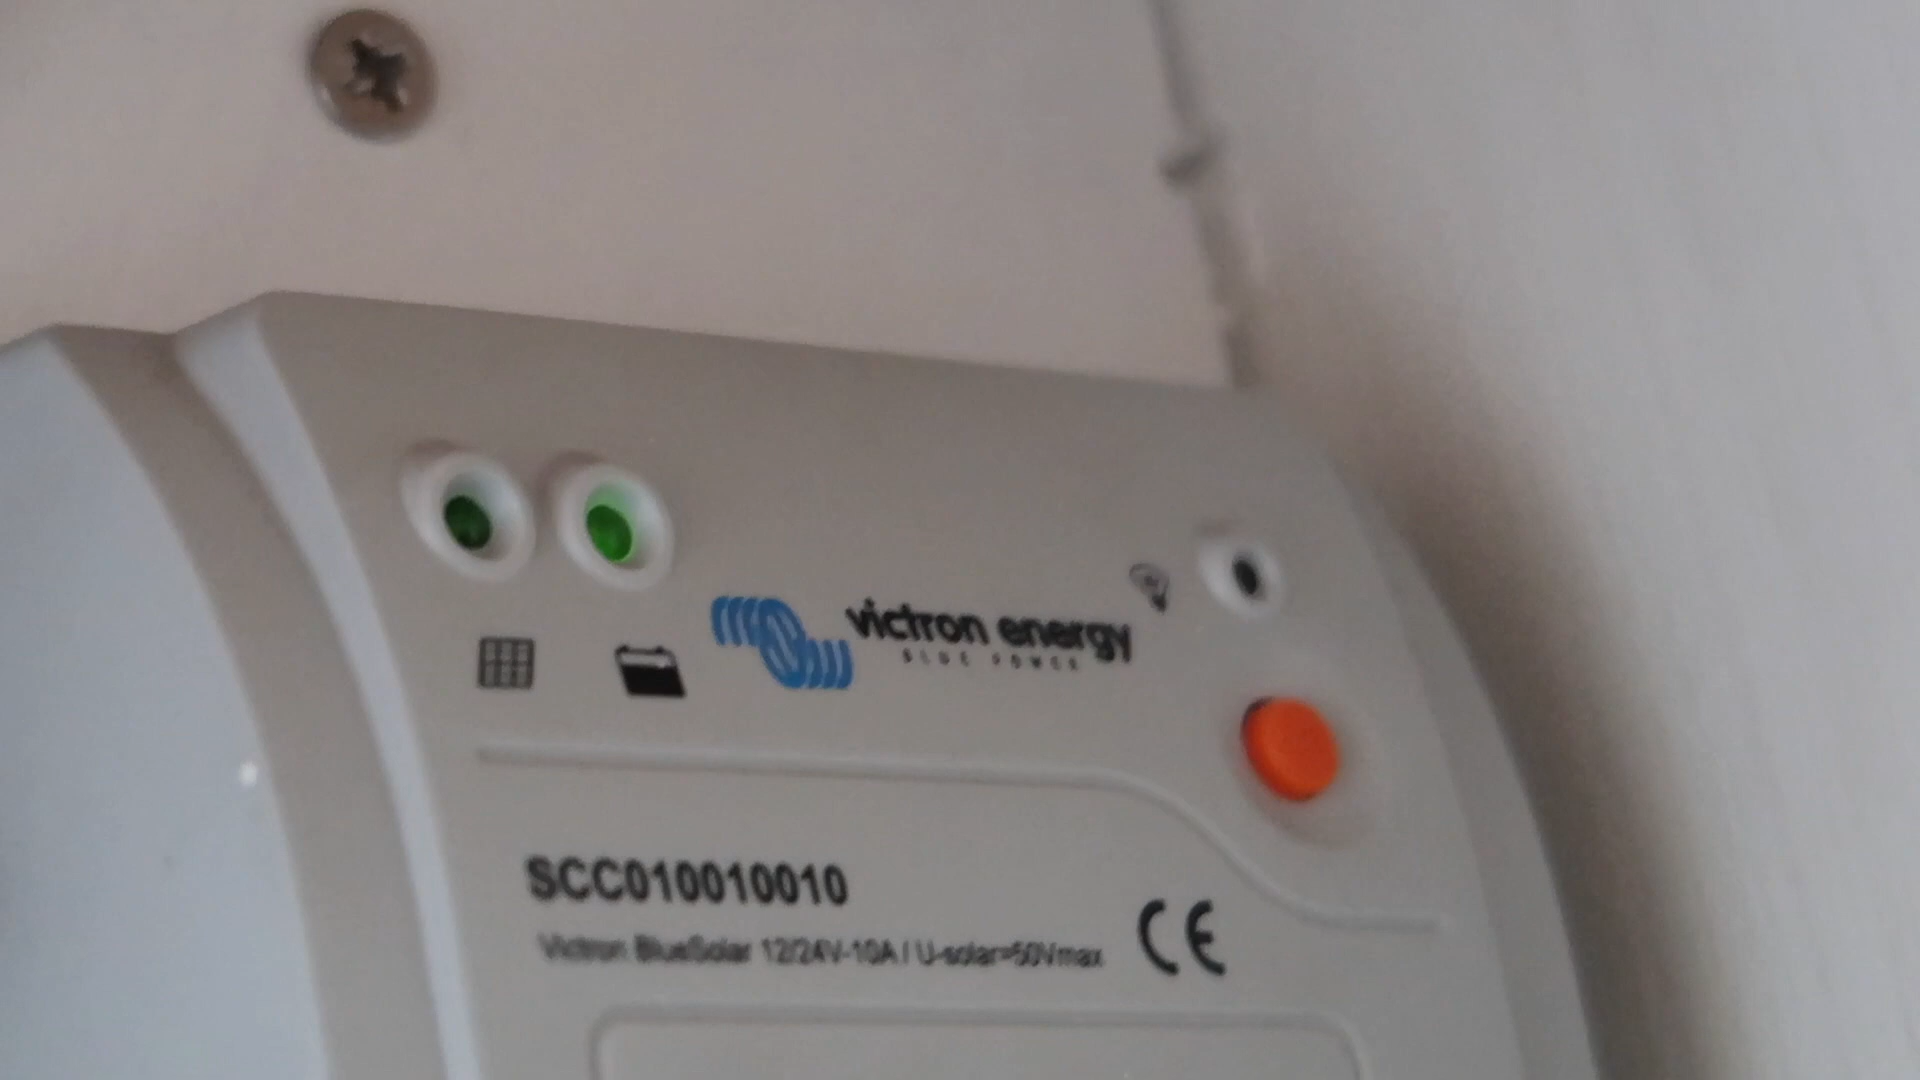 victron energy
BLUE POWER
SCC010010010
Victron BlueSolar 12/24V-10A / U-solar=50Vmax
CE